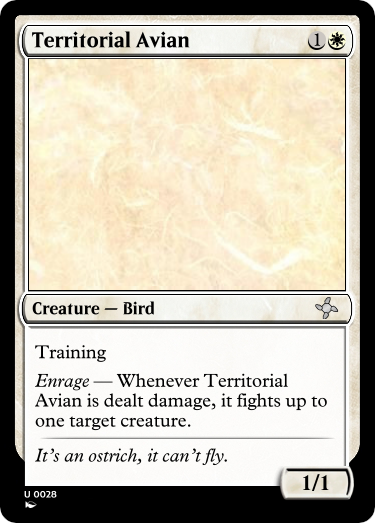 Territorial Avian
1
Creature — Bird
Training
Enrage — Whenever Territorial
Avian is dealt damage, it fights up to
one target creature.
It's an ostrich, it can't fly.
1/1
U 0028